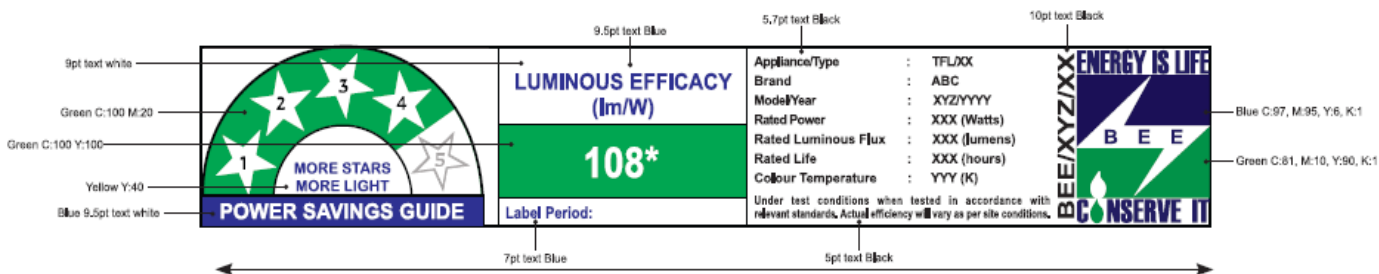 5,7pt text Black
10pt text Black
9.5pt text Blue
9pt text white
Green C:100 M:20
Green C:100 Y:100
Yellow Y:40
Blue 9.5pt text white
1
2
3
4
5
MORE STARS
MORE LIGHT
POWER SAVINGS GUIDE
LUMINOUS EFFICACY
(lm/W)
108*
Label Period:
Appliance/Type : TFL/XX
Brand : ABC
Model/Year : XYZ/YYYY
Rated Power : XXX (Watts)
Rated Luminous Flux : XXX (lumens)
Rated Life : XXX (hours)
Colour Temperature : YYY (K)
Under test conditions when tested in accordance with
relevant standards. Actual efficiency will vary as per site conditions.
BEE/XYZ/XX
ENERGY IS LIFE
B E E
CONSERVE IT
Blue C:97, M:95, Y:6, K:1
Green C:81, M:10, Y:90, K:1
7pt text Blue
5pt text Black